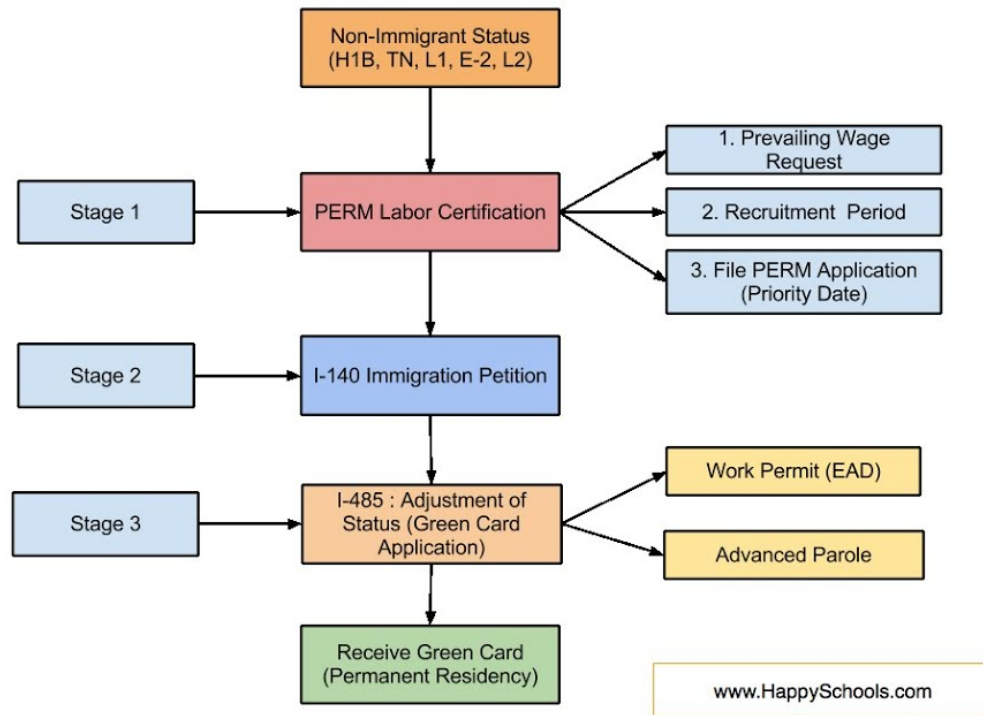 Non-Immigrant Status
(H1B, TN, L1, E-2, L2)
Stage 1
PERM Labor Certification
1. Prevailing Wage
Request
2. Recruitment Period
3. File PERM Application
(Priority Date)
Stage 2
I-140 Immigration Petition
Stage 3
I-485 : Adjustment of
Status (Green Card
Application)
Work Permit (EAD)
Advanced Parole
Receive Green Card
(Permanent Residency)
www.HappySchools.com